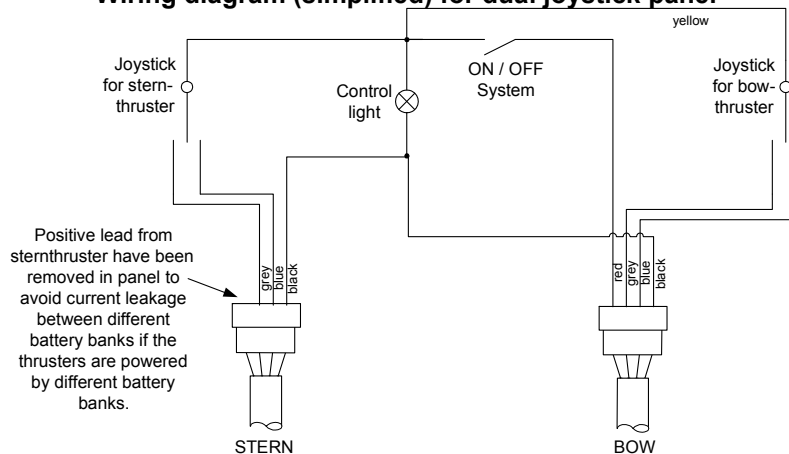 Wiring diagram (simplified) for dual joystick panel
yellow
Joystick
for stern-
thruster
Control
light
ON / OFF
System
Joystick
for bow-
thruster
Positive lead from
sternthruster have been
removed in panel to
avoid current leakage
between different
battery banks if the
thrusters are powered
by different battery
banks.
grey
blue
black
red
grey
blue
black
STERN
BOW